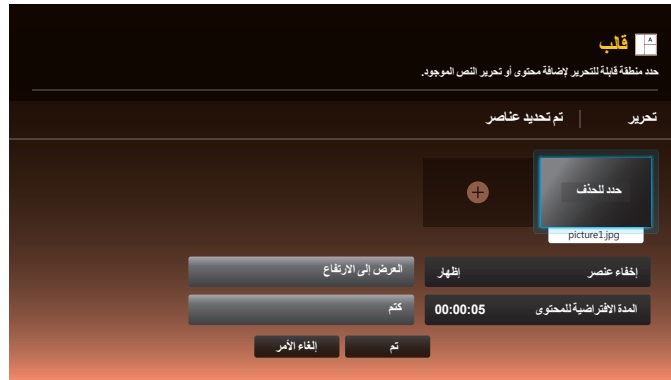 A
قالب
حدد منطقة قابلة للتحرير لإضافة محتوى أو تحرير النص الموجود.
تحرير | تم تحديد عناصر
حدد للحذف
picture1.jpg
إخفاء عنصر إظهار العرض إلى الارتفاع
المدة الافتراضية للمحتوى 00:00:05 كتم
تم إلغاء الأمر